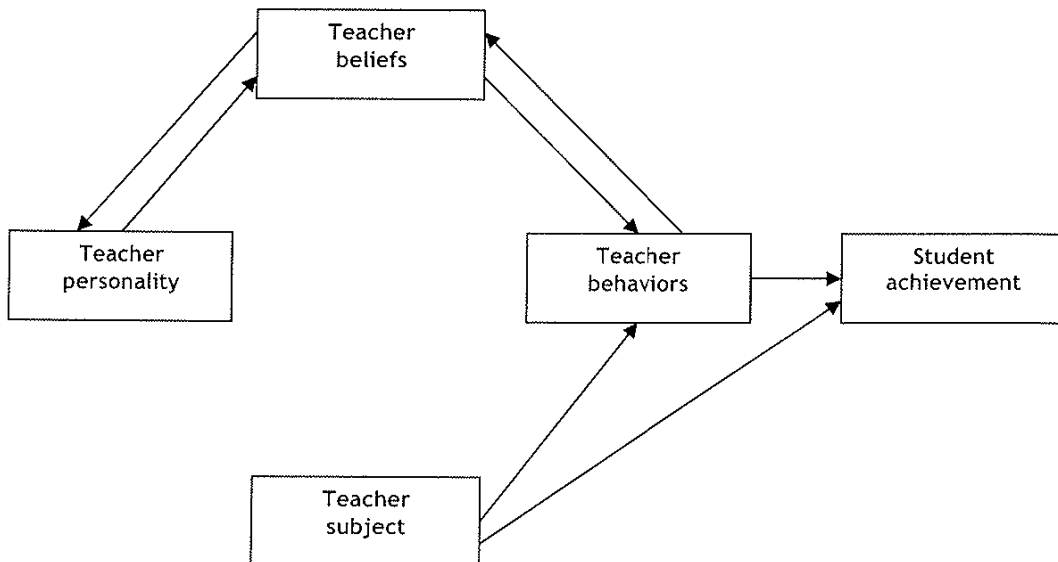 Teacher
beliefs
Teacher
personality
Teacher
behaviors
Student
achievement
Teacher
subject